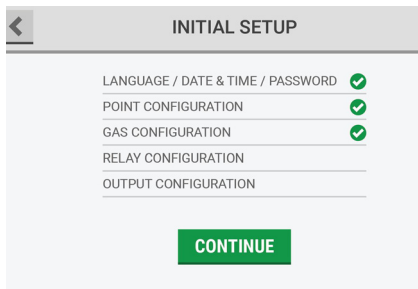 INITIAL SETUP
LANGUAGE / DATE & TIME / PASSWORD
POINT CONFIGURATION
GAS CONFIGURATION
RELAY CONFIGURATION
OUTPUT CONFIGURATION
CONTINUE